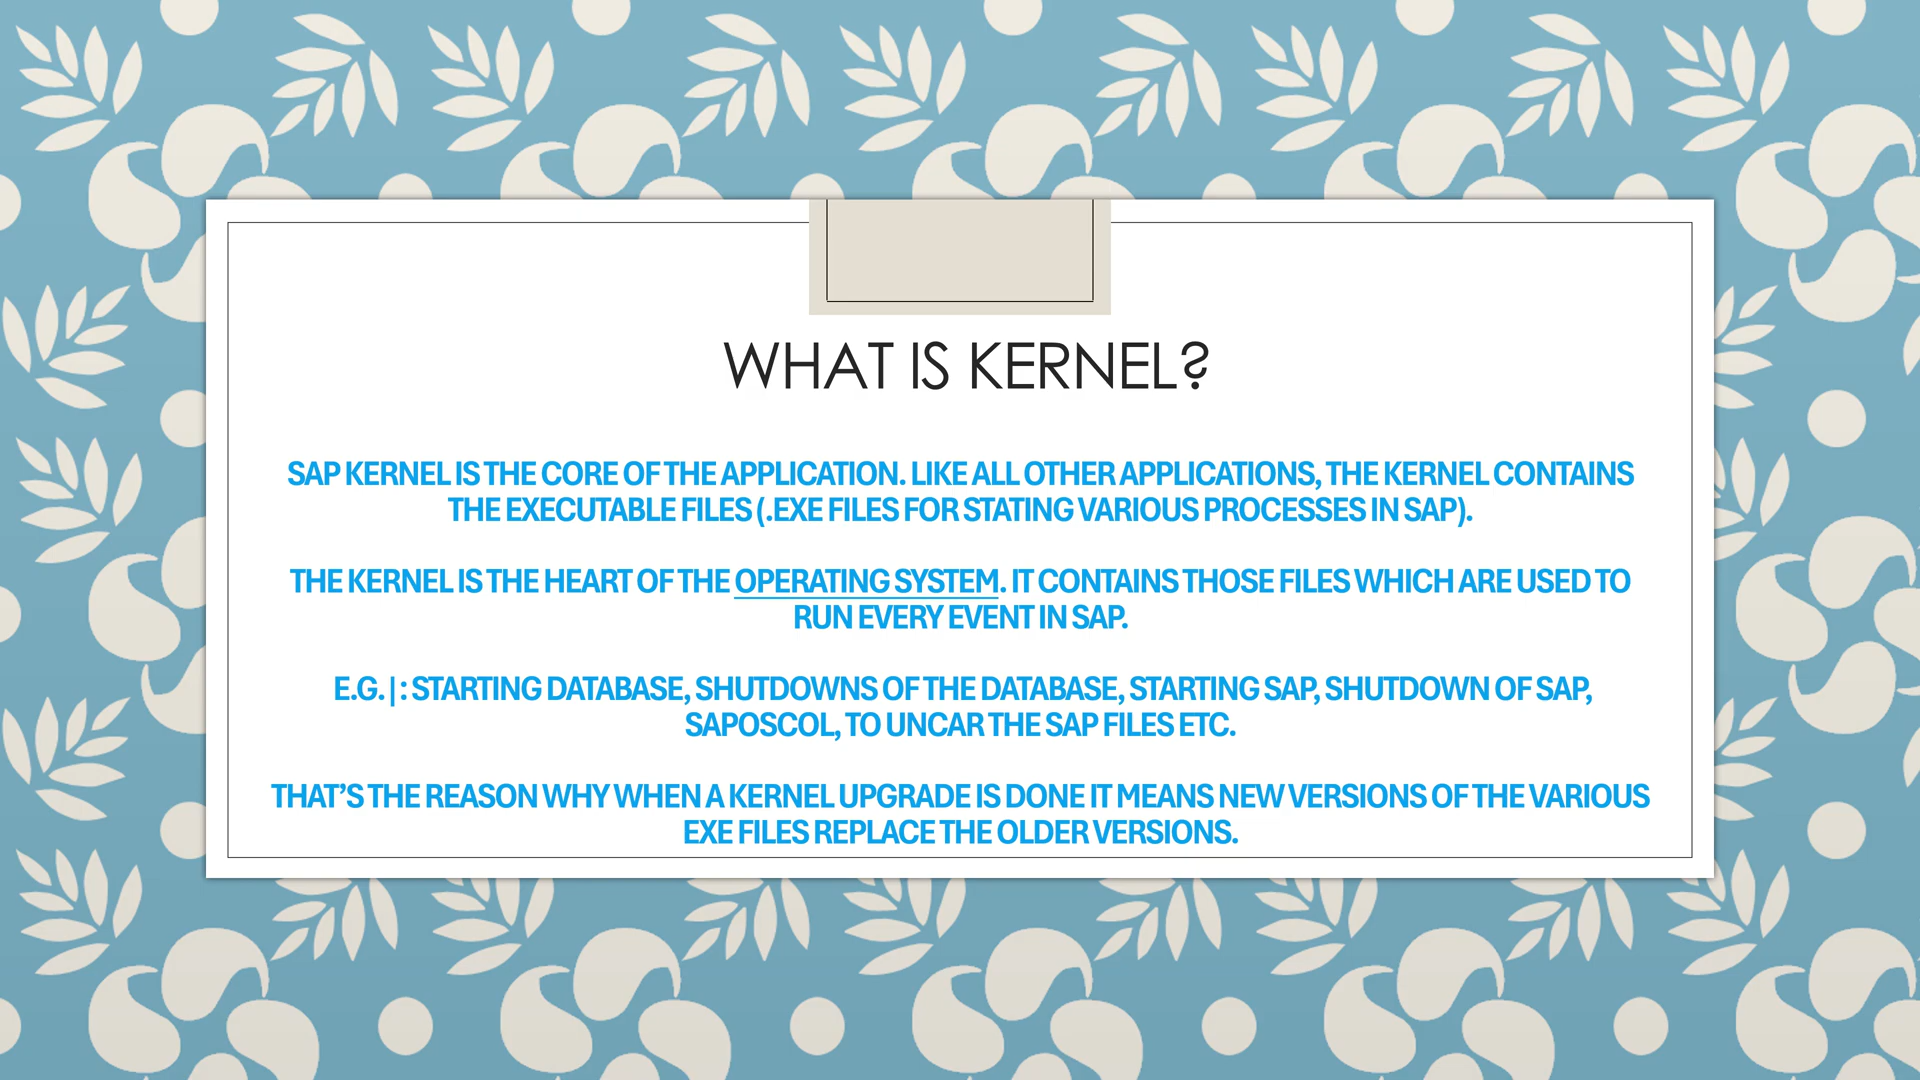 WHAT IS KERNEL?
SAP KERNEL IS THE CORE OF THE APPLICATION. LIKE ALL OTHER APPLICATIONS, THE KERNEL CONTAINS
THE EXECUTABLE FILES (.EXE FILES FOR STATING VARIOUS PROCESSES IN SAP).
THE KERNEL IS THE HEART OF THE OPERATING SYSTEM. IT CONTAINS THOSE FILES WHICH ARE USED TO
RUN EVERY EVENT IN SAP.
E.G. | : STARTING DATABASE, SHUTDOWNS OF THE DATABASE, STARTING SAP, SHUTDOWN OF SAP,
SAPOSCOL, TO UNCAR THE SAP FILES ETC.
THAT’S THE REASON WHY WHEN A KERNEL UPGRADE IS DONE IT MEANS NEW VERSIONS OF THE VARIOUS
EXE FILES REPLACE THE OLDER VERSIONS.